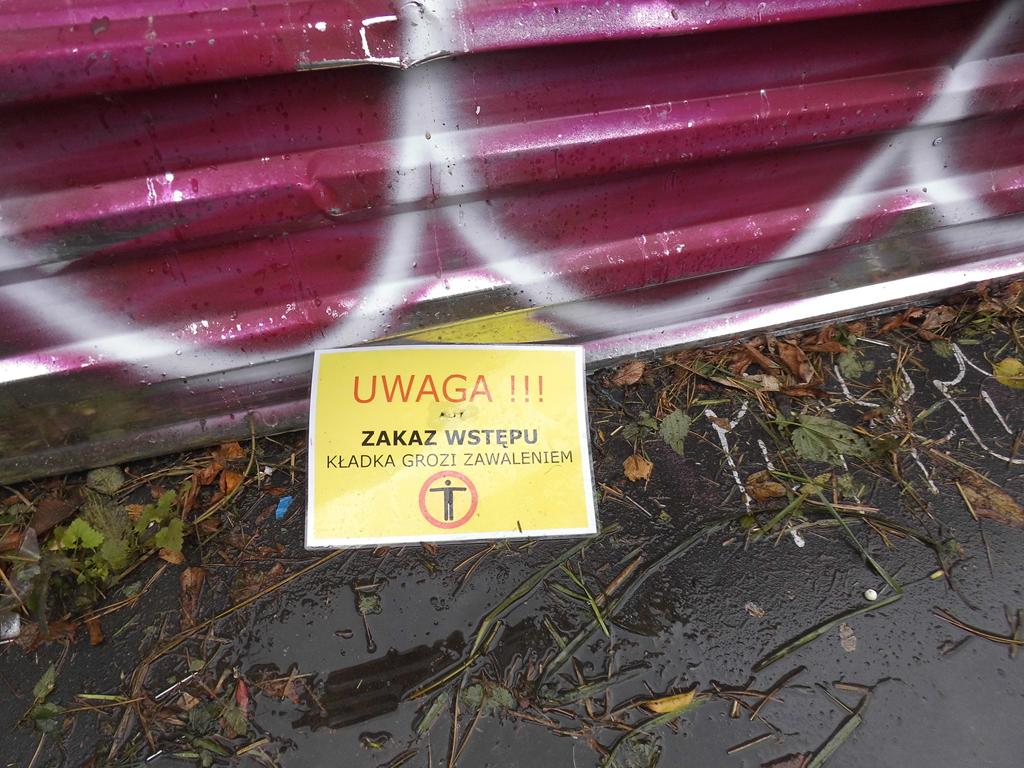 UWAGA !!!
ZAKAZ WSTĘPU
KŁADKA GROZI ZAWALENIEM